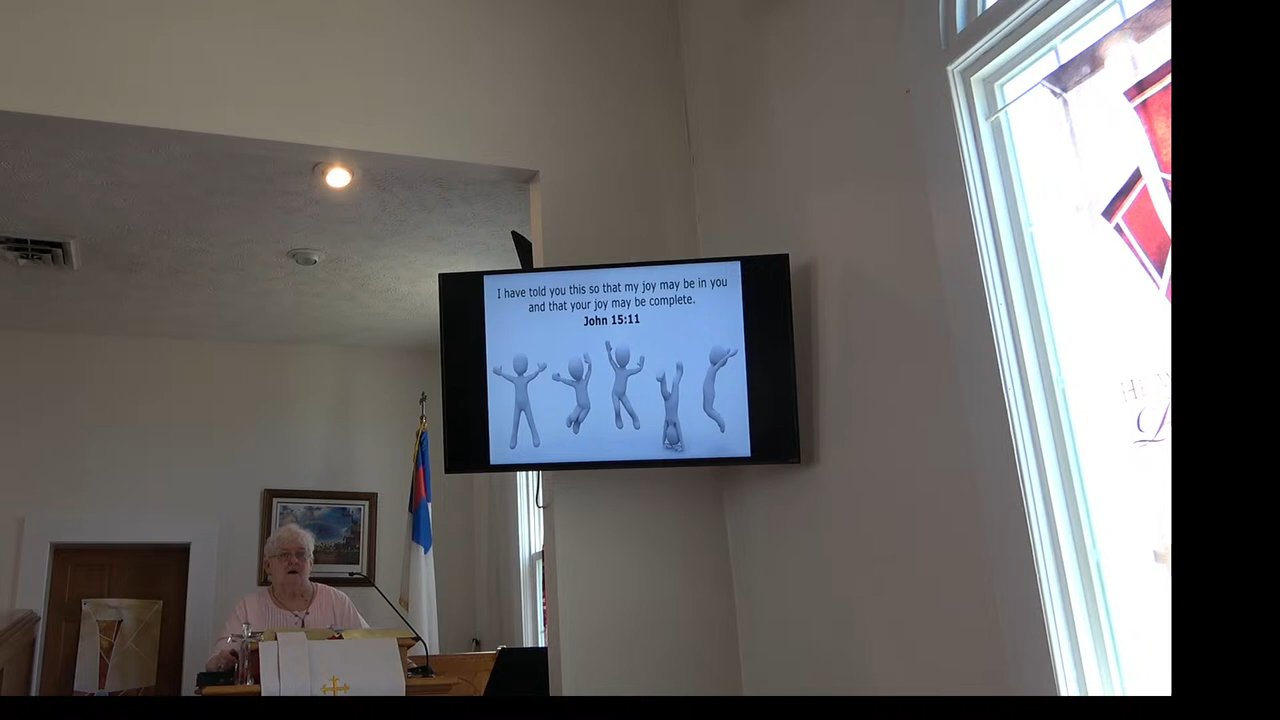 I have told you this so that my joy may be in you
and that your joy may be complete.
John 15:11